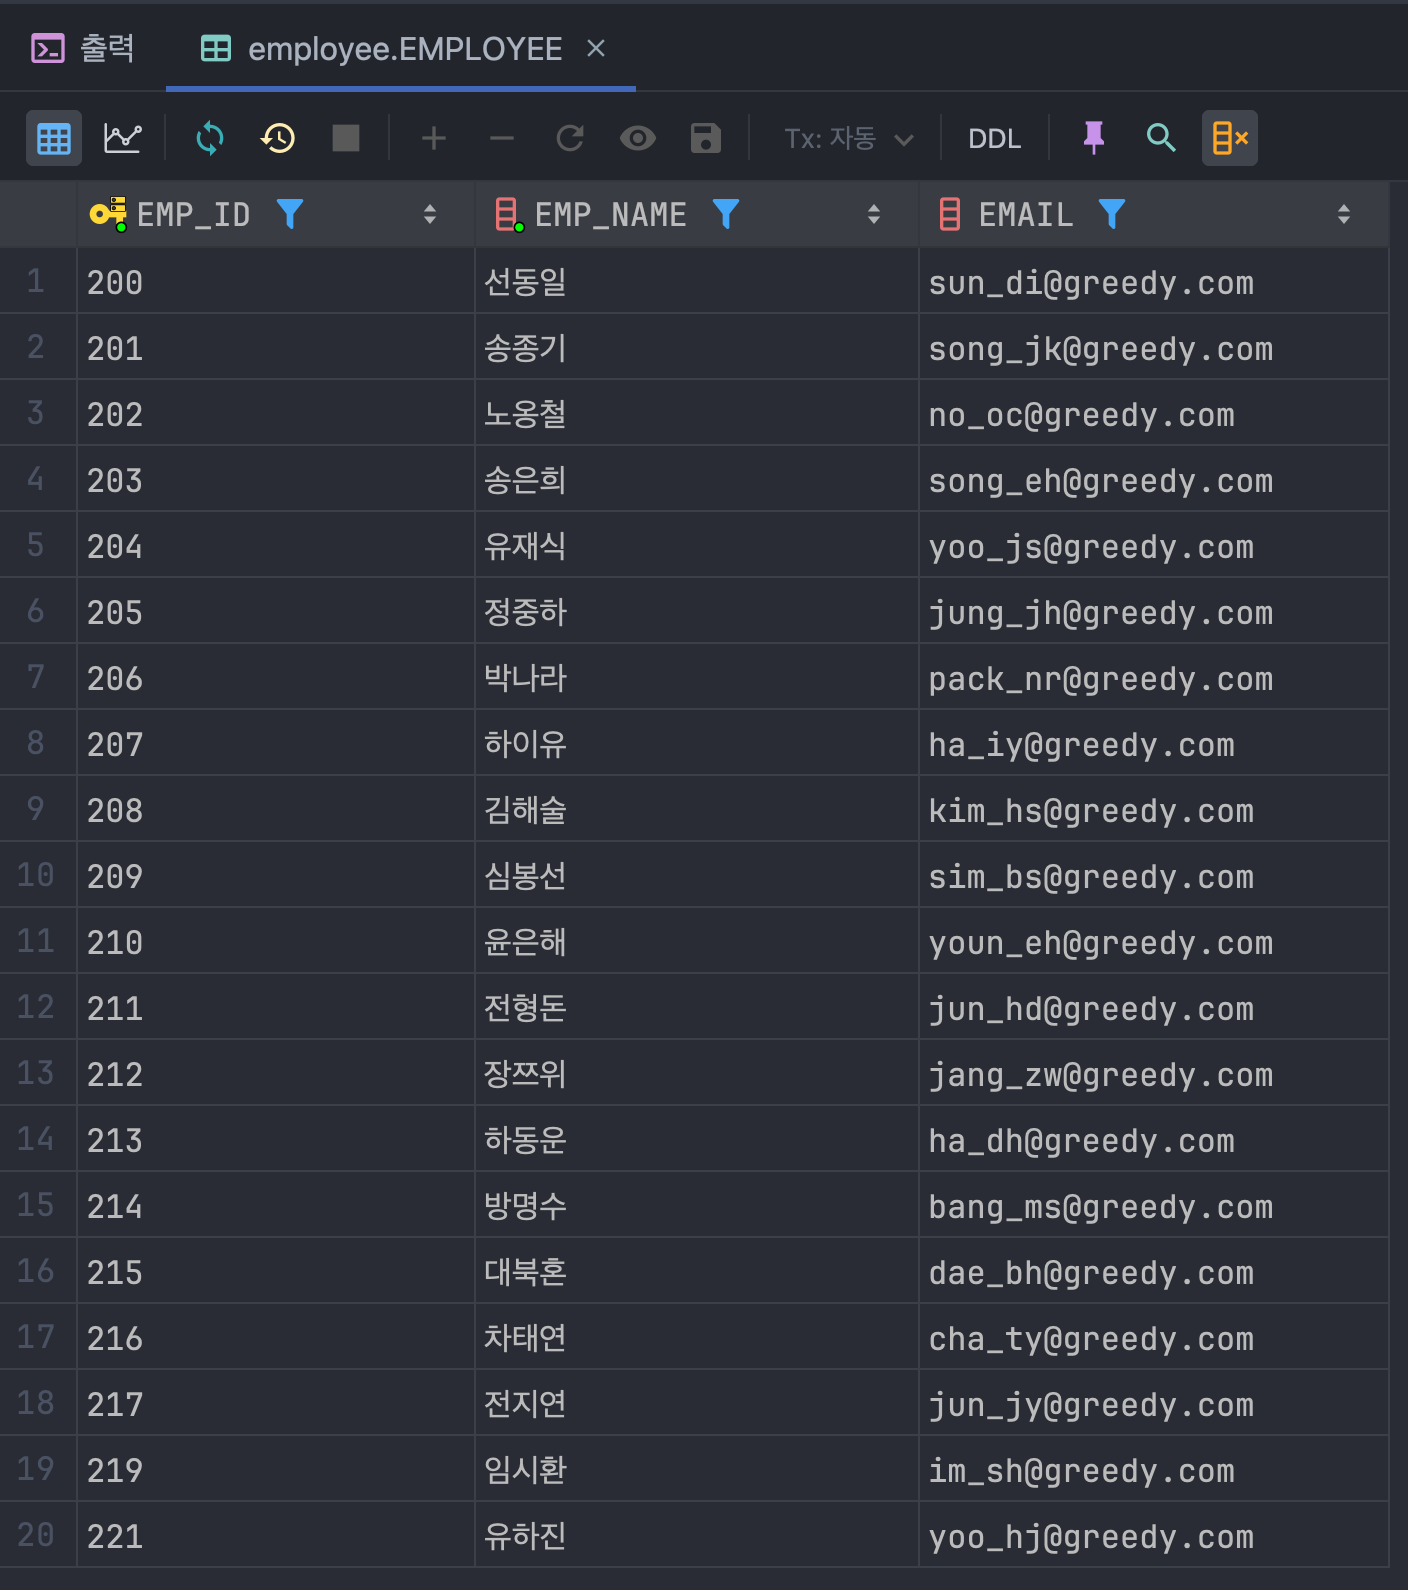 출력 employee.EMPLOYEE
Tx: 자동 DDL
EMP_ID EMP_NAME EMAIL
1 200 선동일 sun_di@greedy.com
2 201 송종기 song_jk@greedy.com
3 202 노옹철 no_oc@greedy.com
4 203 송은희 song_eh@greedy.com
5 204 유재식 yoo_js@greedy.com
6 205 정중하 jung_jh@greedy.com
7 206 박나라 pack_nr@greedy.com
8 207 하이유 ha_iy@greedy.com
9 208 김해술 kim_hs@greedy.com
10 209 심봉선 sim_bs@greedy.com
11 210 윤은해 youn_eh@greedy.com
12 211 전형돈 jun_hd@greedy.com
13 212 장쯔위 jang_zw@greedy.com
14 213 하동운 ha_dh@greedy.com
15 214 방명수 bang_ms@greedy.com
16 215 대북혼 dae_bh@greedy.com
17 216 차태연 cha_ty@greedy.com
18 217 전지연 jun_jy@greedy.com
19 219 임시환 im_sh@greedy.com
20 221 유하진 yoo_hj@greedy.com